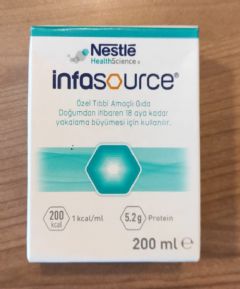 Nestlé
HealthScience
infasource®
Özel Tıbbi Amaçlı Gıda
Doğumdan itibaren 18 aya kadar
yakalama büyümesi için kullanılır.
200 kcal 1 kcal/ml 5.2g Protein
200 ml ℮